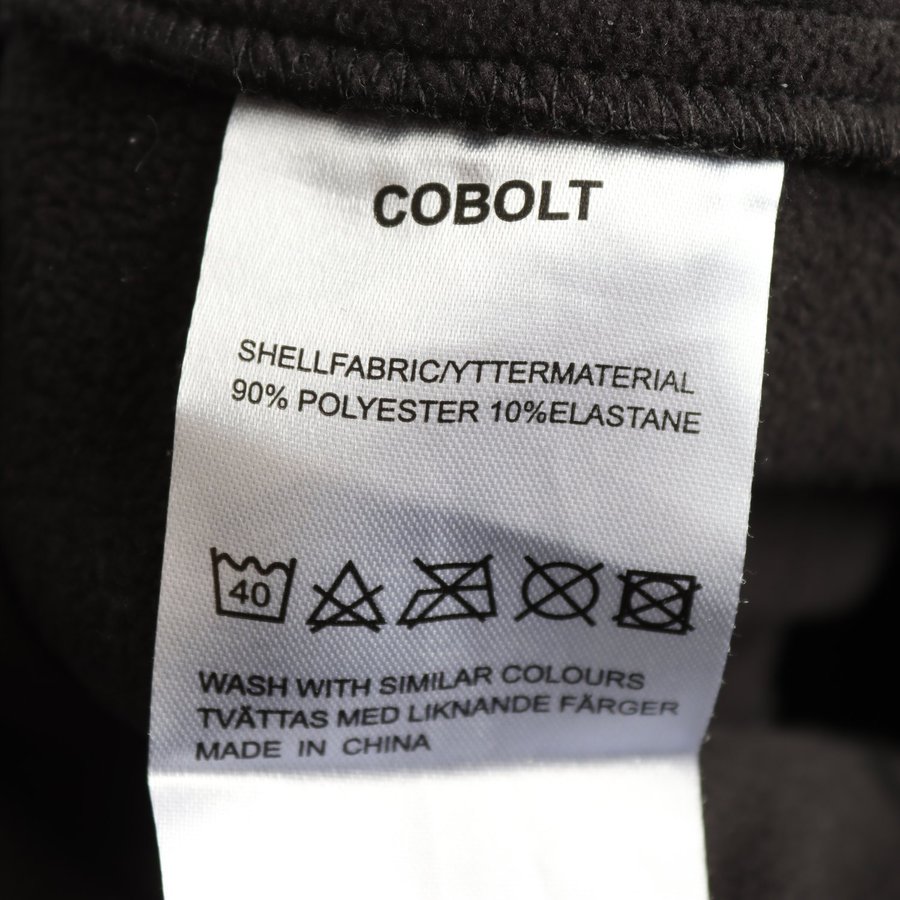 COBOLT
SHELLFABRIC/YTTERMATERIAL
90% POLYESTER 10%ELASTANE
40
WASH WITH SIMILAR COLOURS
TVÄTTAS MED LIKNANDE FÄRGER
MADE IN CHINA